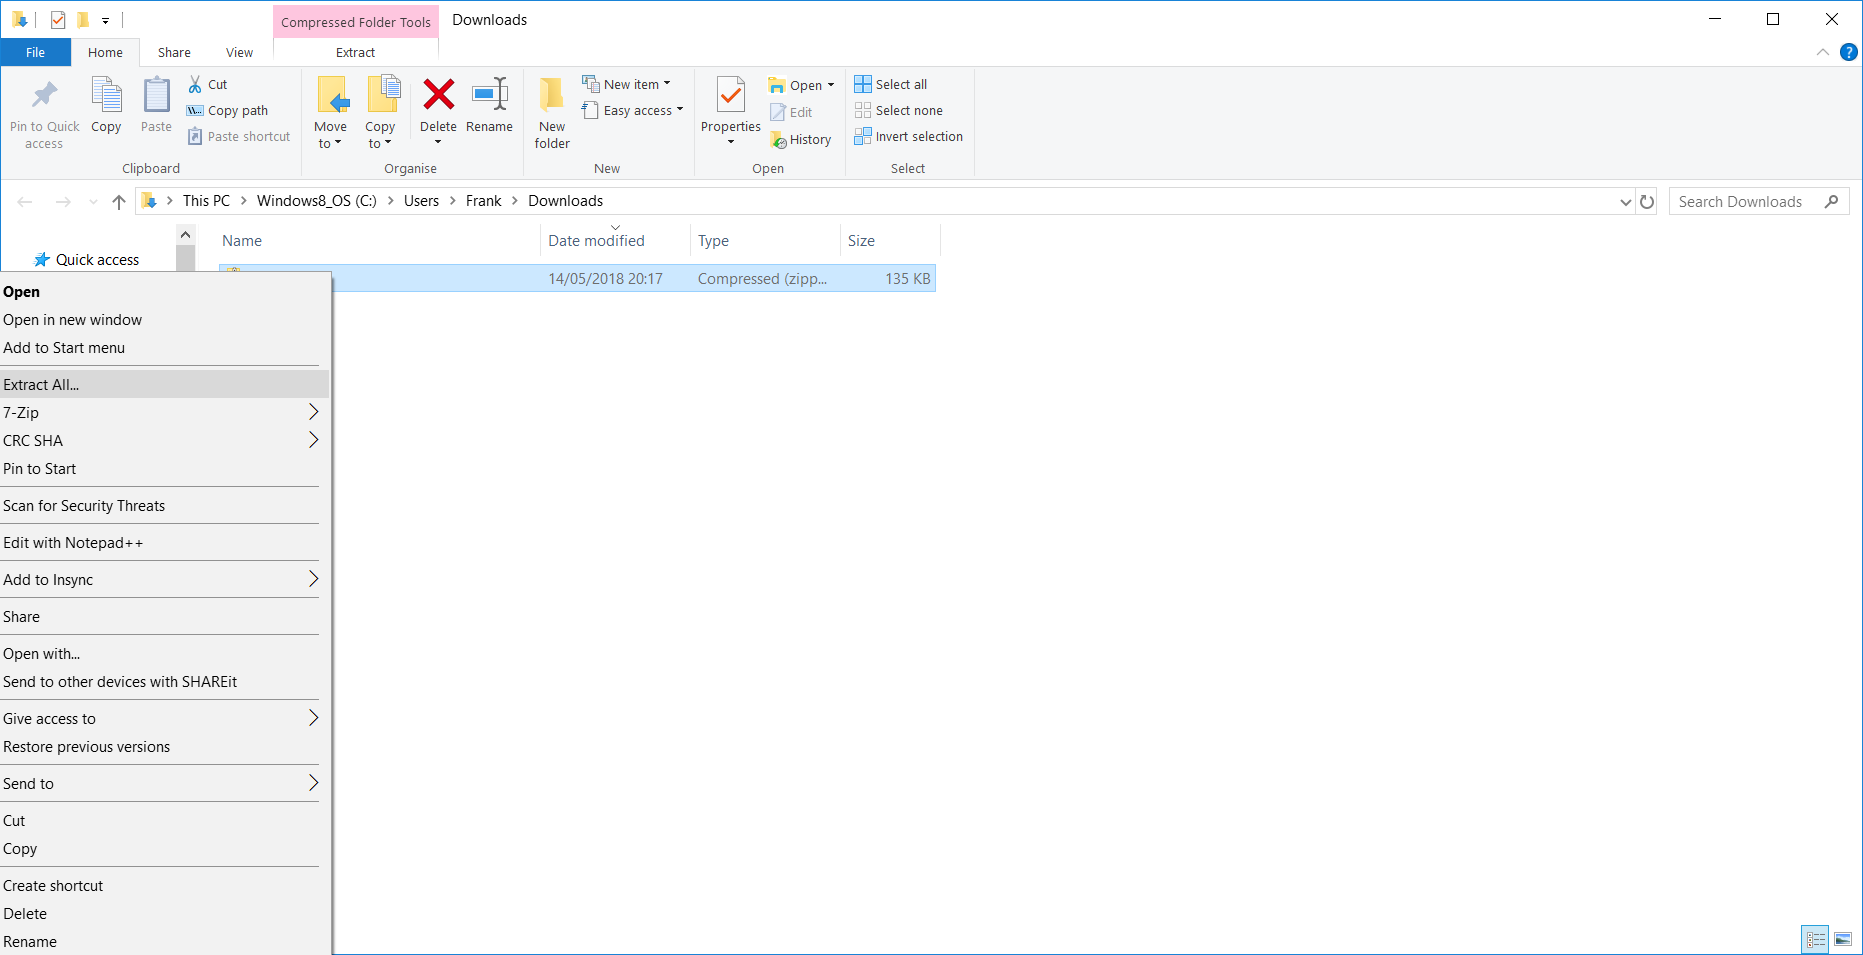 Compressed Folder Tools
Downloads
File
Home
Share
View
Extract
Pin to Quick
access
Copy
Paste
Cut
Copy path
Paste shortcut
Clipboard
Move
to
Copy
to
Delete
Rename
Organise
New
folder
New item
Easy access
New
Properties
Open
Edit
History
Open
Select all
Select none
Invert selection
Select
This PC > Windows8_OS (C:) > Users > Frank > Downloads
Search Downloads
Quick access
Name
Date modified
Type
Size
14/05/2018 20:17
Compressed (zipp...
135 KB
Open
Open in new window
Add to Start menu
Extract All...
7-Zip
CRC SHA
Pin to Start
Scan for Security Threats
Edit with Notepad++
Add to Insync
Share
Open with...
Send to other devices with SHAREit
Give access to
Restore previous versions
Send to
Cut
Copy
Create shortcut
Delete
Rename